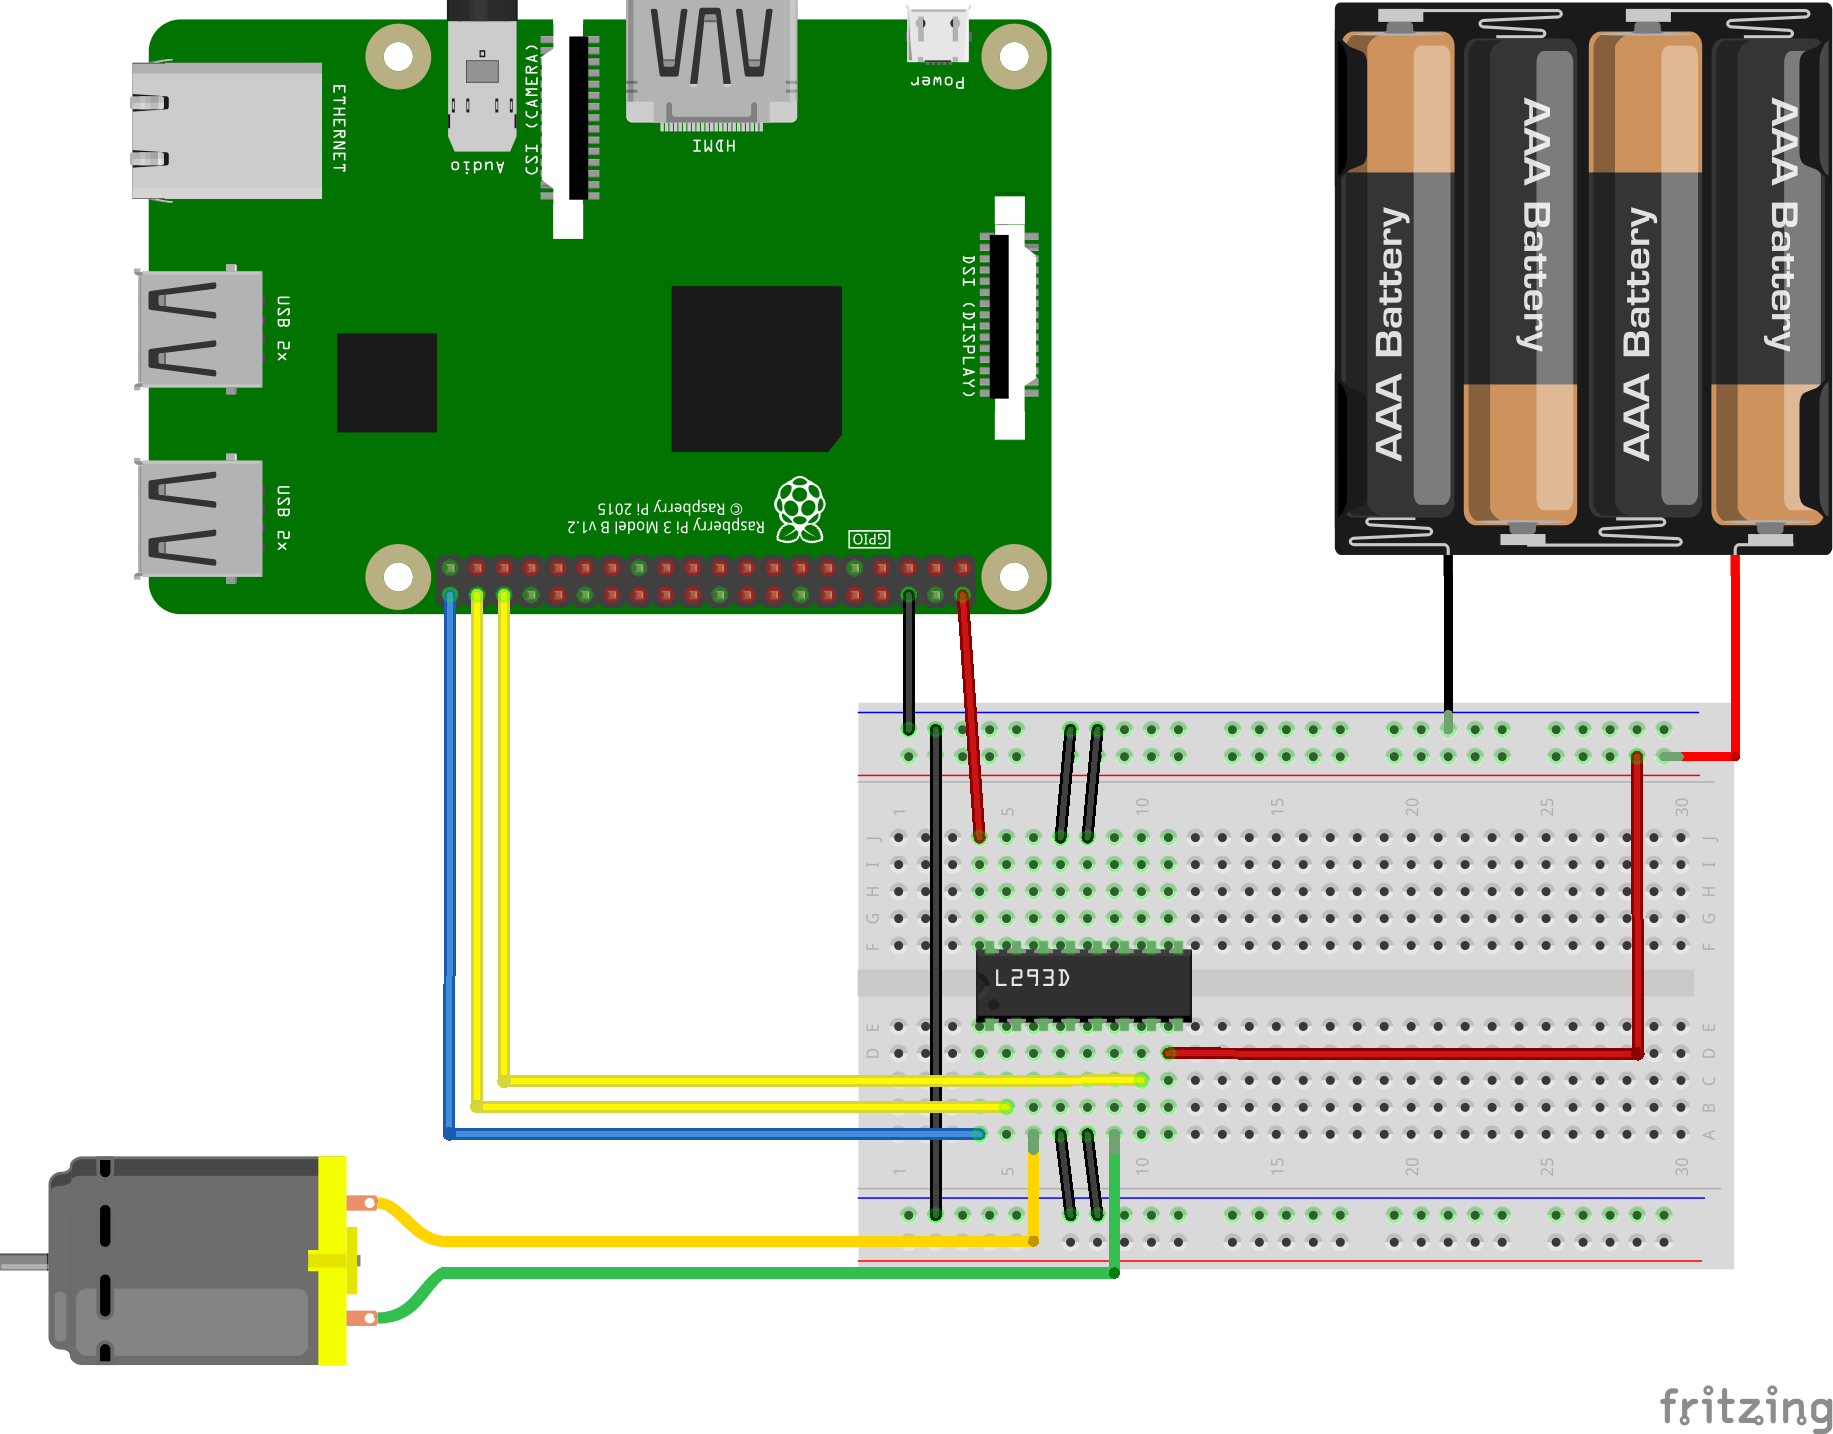 ETHERNET
Audio
CSI (CAMERA)
HDMI
Power
USB 2x
DSI (DISPLAY)
USB 2x
Raspberry Pi 3 Model B v1.2
© Raspberry Pi 2015
GPIO
AAA Battery
AAA Battery
AAA Battery
AAA Battery
1 5 10 15 20 25 30
J J
I I
H H
G G
F F
L293D
E E
D D
C
B
A
1 5 10 15 20 25 30
fritzing